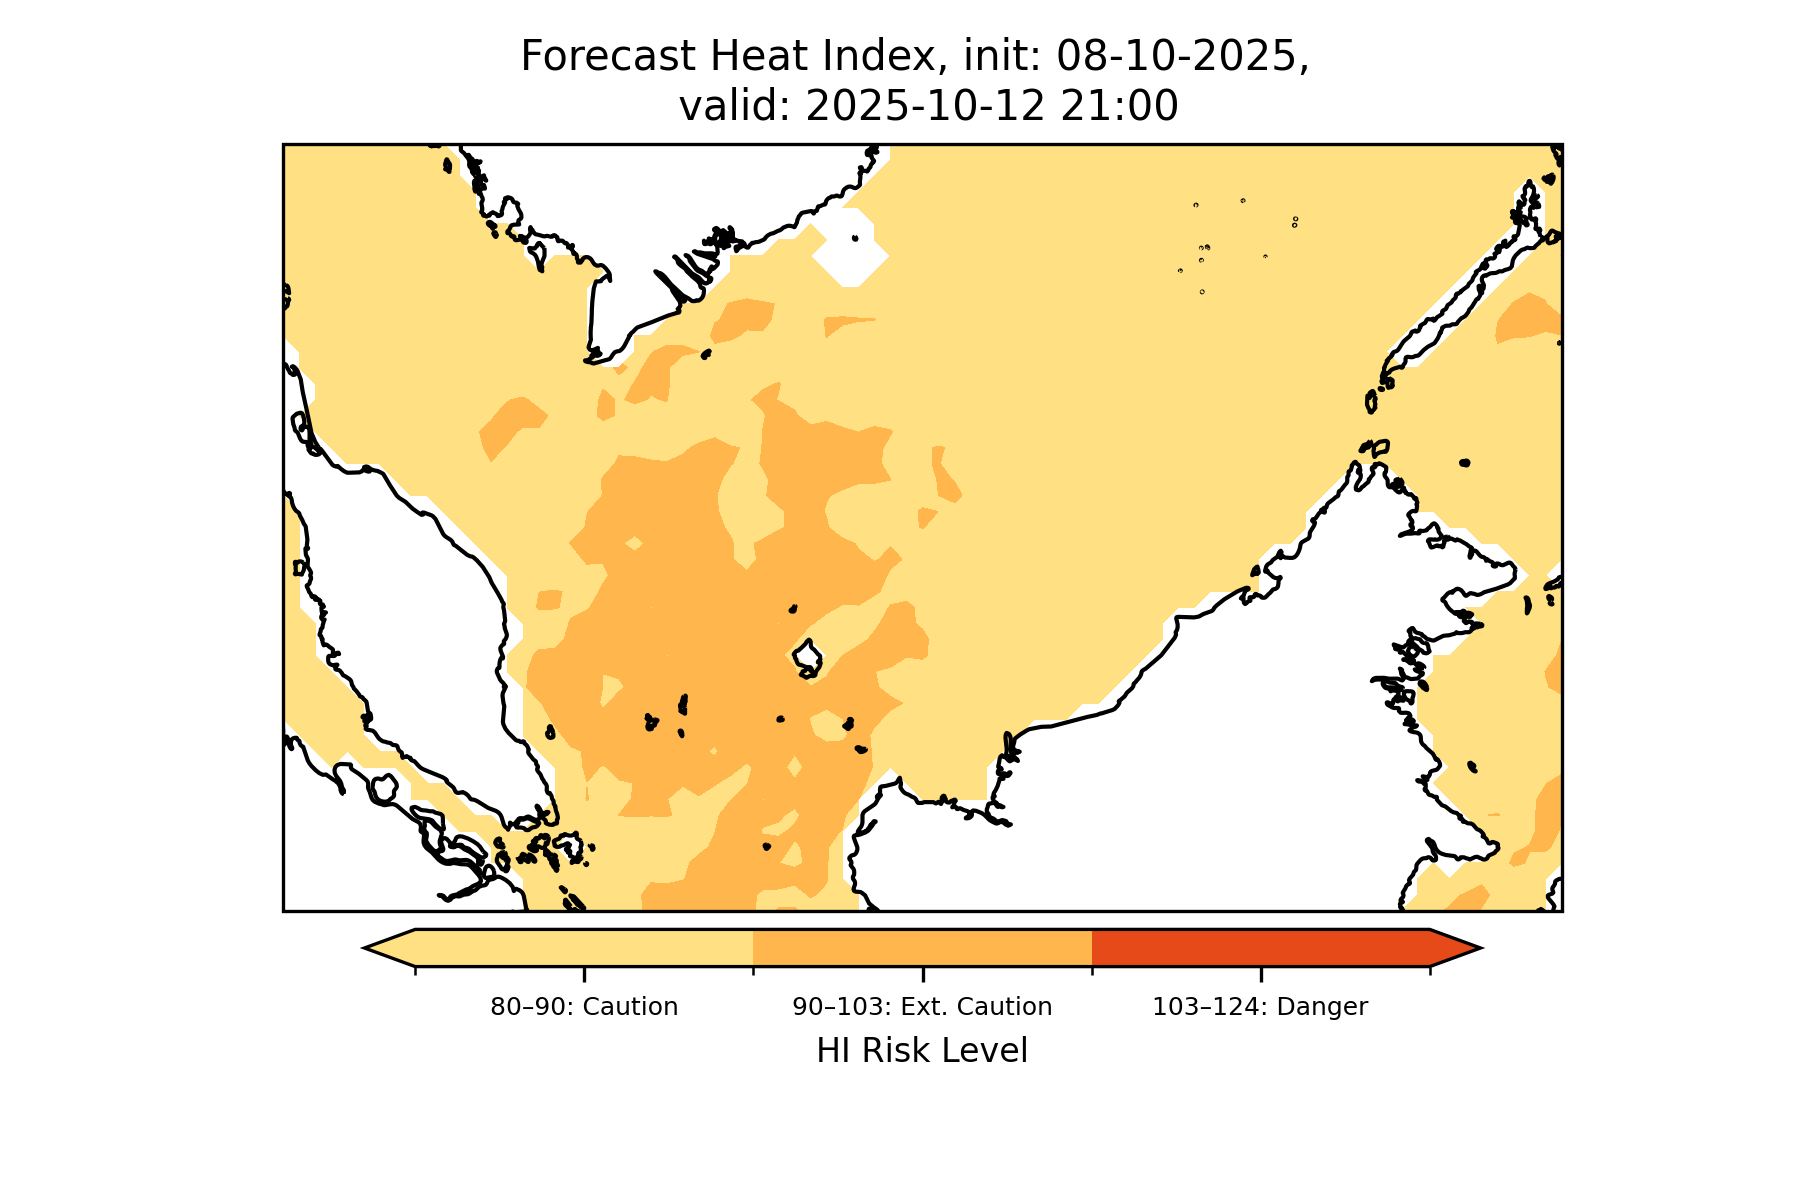 Forecast Heat Index, init: 08-10-2025,
valid: 2025-10-12 21:00
80–90: Caution
90–103: Ext. Caution
103–124: Danger
HI Risk Level